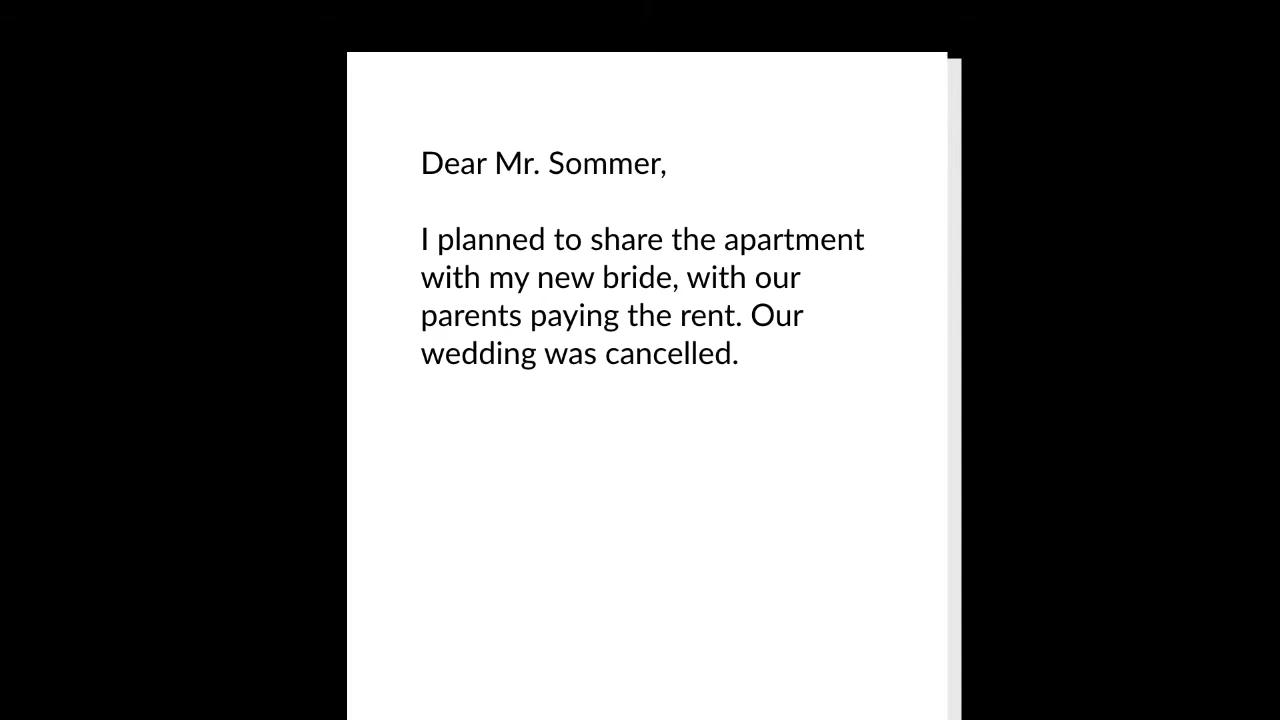 Dear Mr. Sommer,
I planned to share the apartment
with my new bride, with our
parents paying the rent. Our
wedding was cancelled.